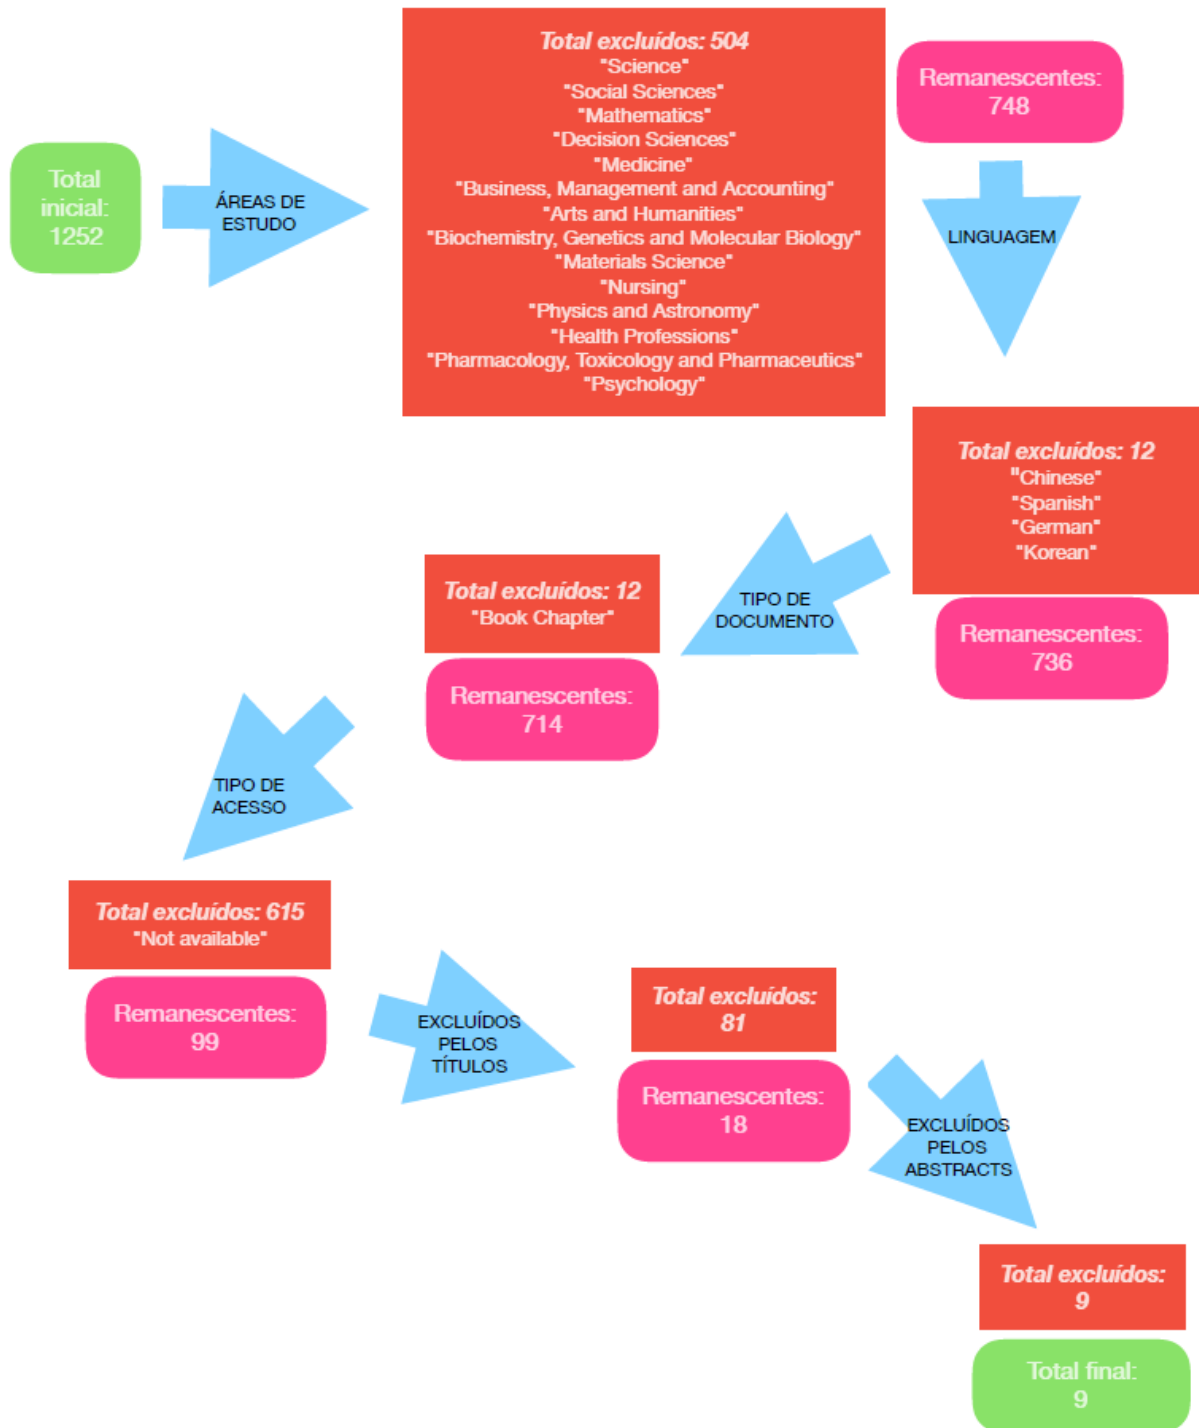 Total
inicial:
1252
ÁREAS DE
ESTUDO
Total excluídos: 504
"Science"
"Social Sciences"
"Mathematics"
"Decision Sciences"
"Medicine"
"Business, Management and Accounting"
"Arts and Humanities"
"Biochemistry, Genetics and Molecular Biology"
"Materials Science"
"Nursing"
"Physics and Astronomy"
"Health Professions"
"Pharmacology, Toxicology and Pharmaceutics"
"Psychology"
Remanescentes:
748
LINGUAGEM
Total excluídos: 12
"Chinese"
"Spanish"
"German"
"Korean"
Remanescentes:
736
TIPO DE
DOCUMENTO
Total excluídos: 12
"Book Chapter"
Remanescentes:
714
TIPO DE
ACESSO
Total excluídos: 615
"Not available"
Remanescentes:
99
EXCLUÍDOS
PELOS
TÍTULOS
Total excluídos:
81
Remanescentes:
18
EXCLUÍDOS
PELOS
ABSTRACTS
Total excluídos:
9
Total final:
9